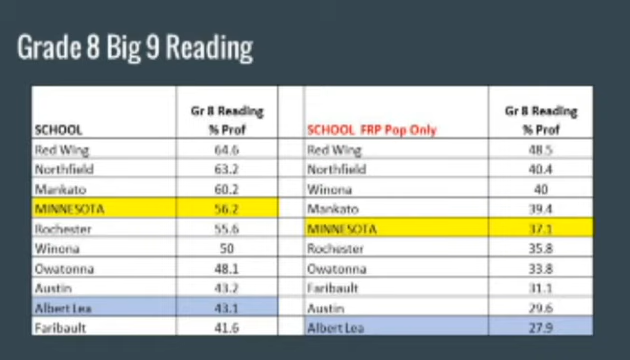 Grade 8 Big 9 Reading
Gr 8 Reading Gr 8 Reading
SCHOOL % Prof SCHOOL FRP Pop Only % Prof
Red Wing 64.6 Red Wing 48.5
Northfield 63.2 Northfield 40.4
Mankato 60.2 Winona 40
MINNESOTA 56.2 Mankato 39.4
Rochester 55.6 MINNESOTA 37.1
Winona 50 Rochester 35.8
Owatonna 48.1 Owatonna 33.8
Austin 43.2 Faribault 31.1
Albert Lea 43.1 Austin 29.6
Faribault 41.6 Albert Lea 27.9